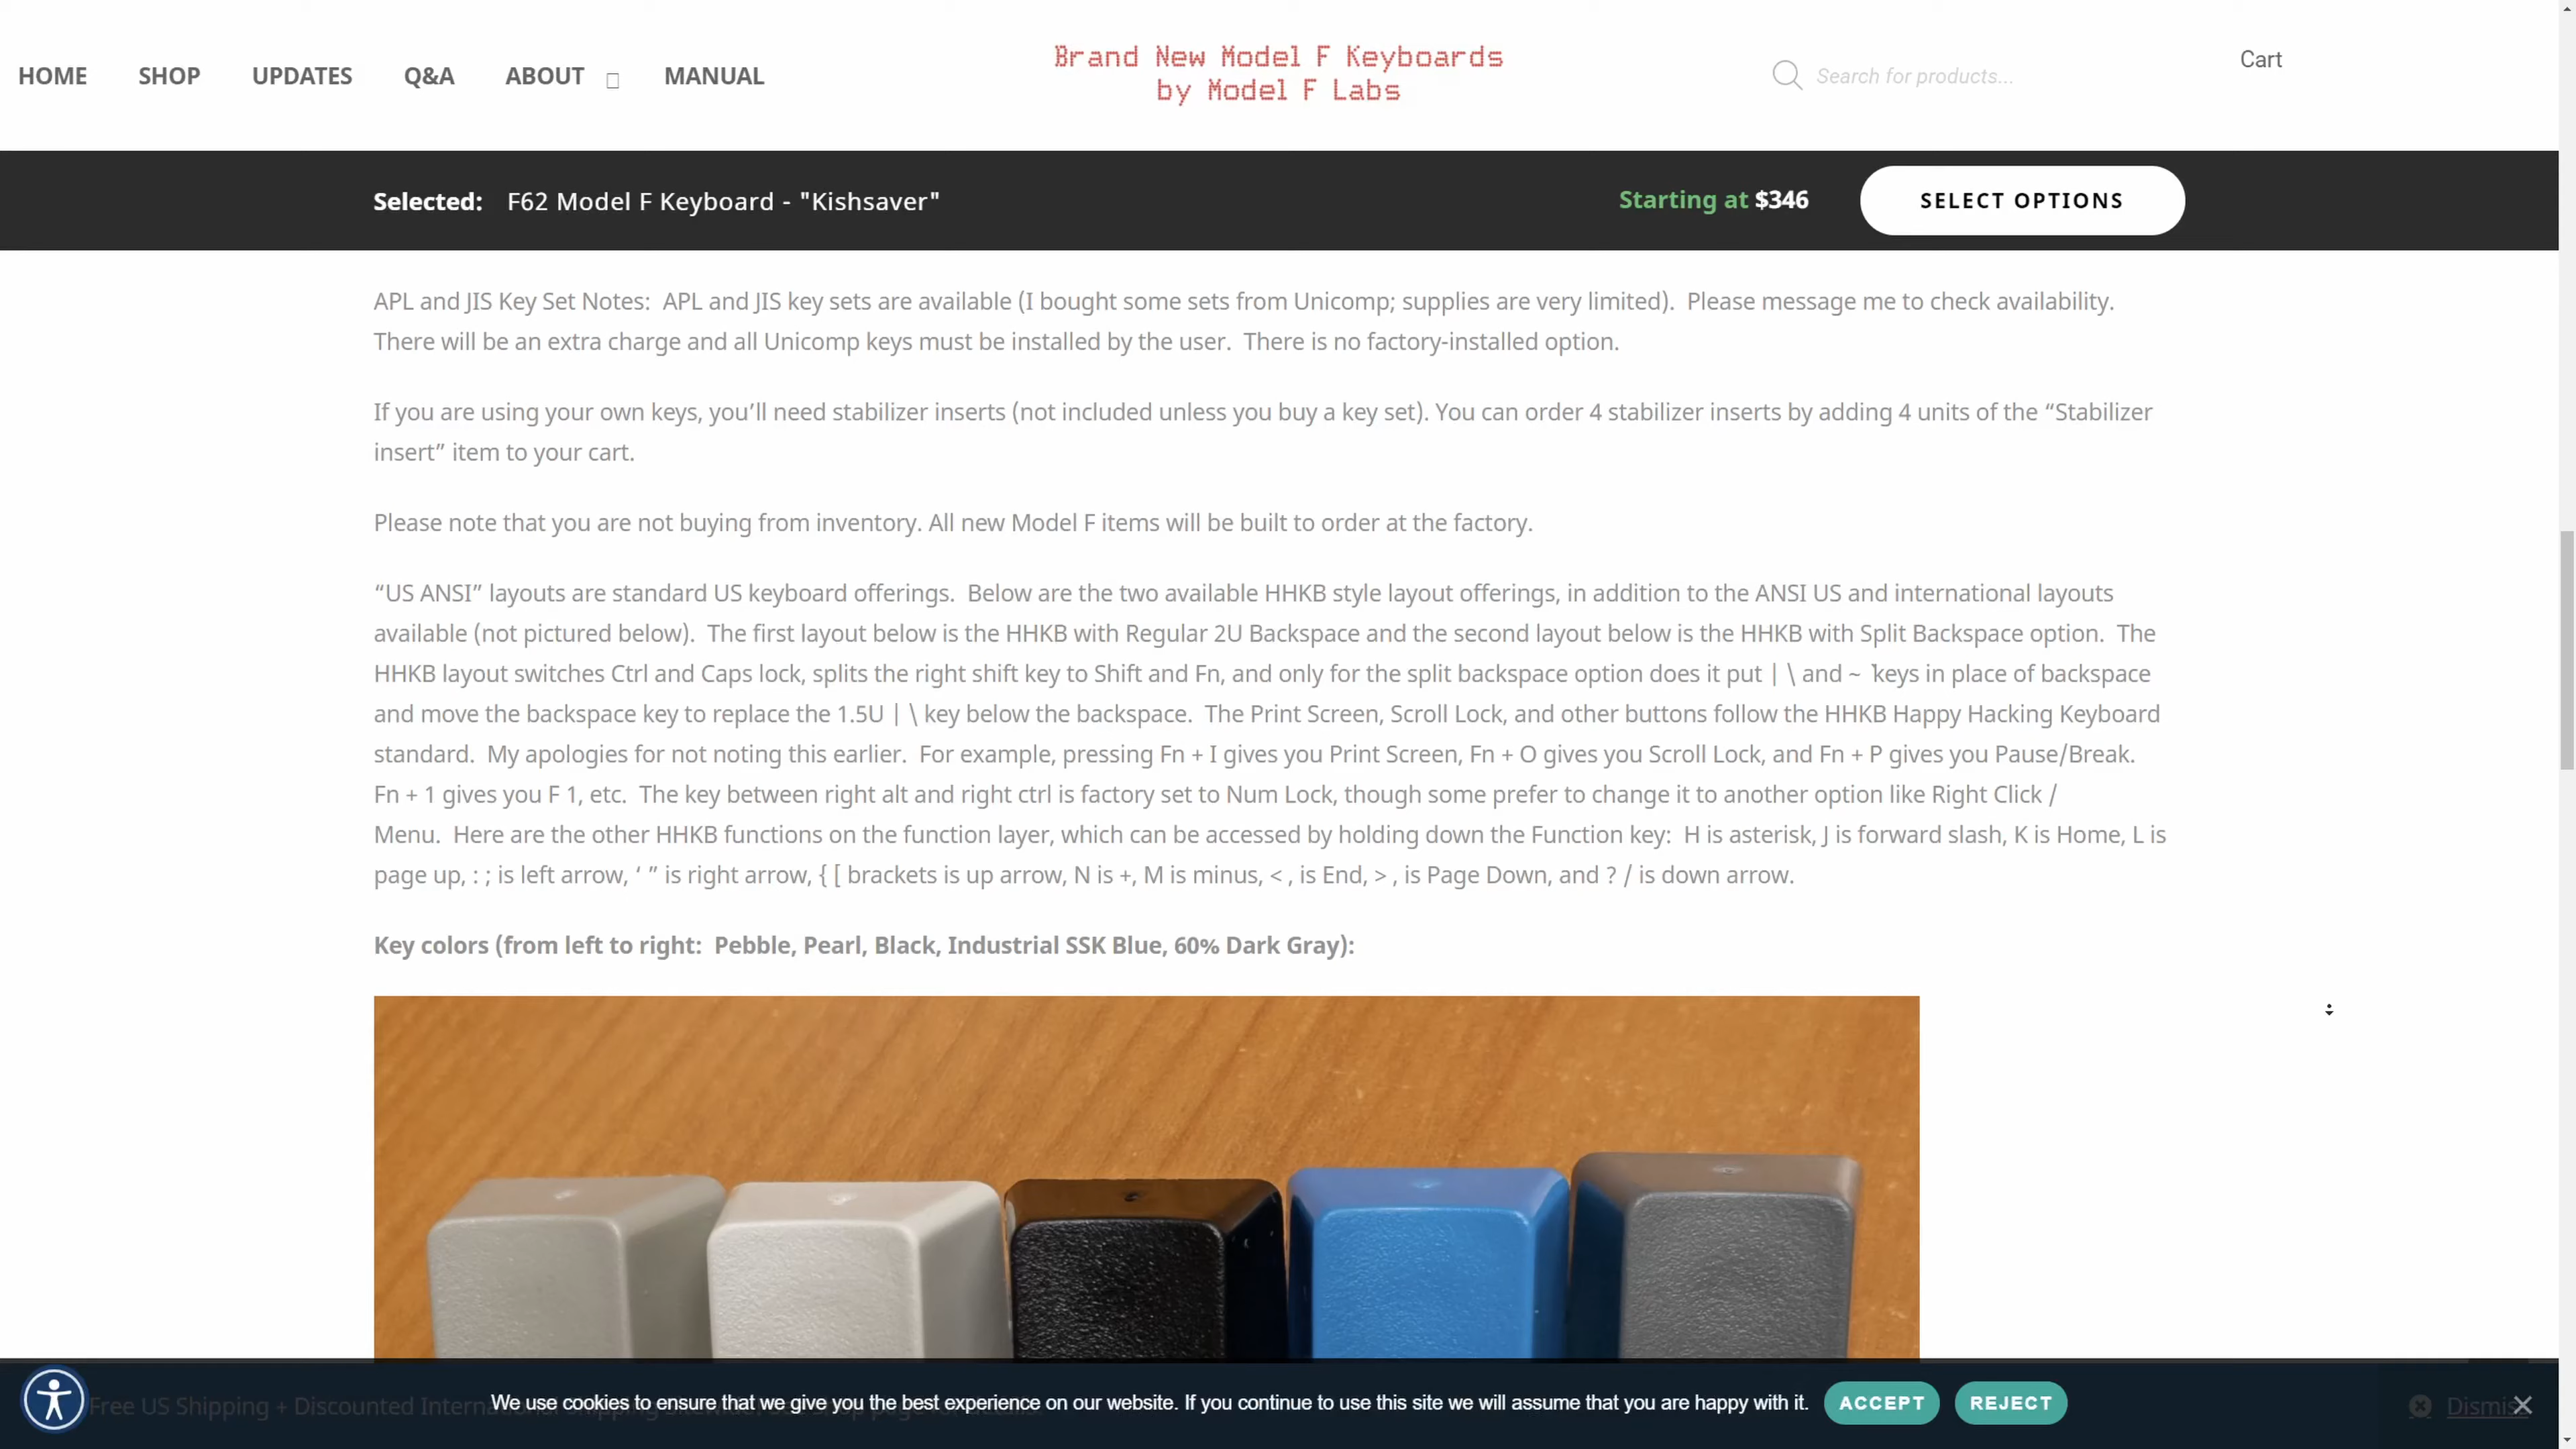 HOME SHOP UPDATES Q&A ABOUT MANUAL
Brand New Model F Keyboards
by Model F Labs
Search for products...
Cart
Selected: F62 Model F Keyboard - "Kishsaver"
Starting at $346
SELECT OPTIONS
APL and JIS Key Set Notes:  APL and JIS key sets are available (I bought some sets from Unicomp; supplies are very limited).  Please message me to check availability.
There will be an extra charge and all Unicomp keys must be installed by the user.  There is no factory-installed option.
If you are using your own keys, you’ll need stabilizer inserts (not included unless you buy a key set). You can order 4 stabilizer inserts by adding 4 units of the “Stabilizer
insert” item to your cart.
Please note that you are not buying from inventory. All new Model F items will be built to order at the factory.
“US ANSI” layouts are standard US keyboard offerings.  Below are the two available HHKB style layout offerings, in addition to the ANSI US and international layouts
available (not pictured below).  The first layout below is the HHKB with Regular 2U Backspace and the second layout below is the HHKB with Split Backspace option.  The
HHKB layout switches Ctrl and Caps lock, splits the right shift key to Shift and Fn, and only for the split backspace option does it put | \ and ~ `keys in place of backspace
and move the backspace key to replace the 1.5U | \ key below the backspace.  The Print Screen, Scroll Lock, and other buttons follow the HHKB Happy Hacking Keyboard
standard.  My apologies for not noting this earlier.  For example, pressing Fn + I gives you Print Screen, Fn + O gives you Scroll Lock, and Fn + P gives you Pause/Break.
Fn + 1 gives you F 1, etc.  The key between right alt and right ctrl is factory set to Num Lock, though some prefer to change it to another option like Right Click /
Menu.  Here are the other HHKB functions on the function layer, which can be accessed by holding down the Function key:  H is asterisk, J is forward slash, K is Home, L is
page up, : ; is left arrow, ‘ ” is right arrow, { [ brackets is up arrow, N is +, M is minus, < , is End, > , is Page Down, and ? / is down arrow.
Key colors (from left to right:  Pebble, Pearl, Black, Industrial SSK Blue, 60% Dark Gray):
Free US Shipping + Discounted
We use cookies to ensure that we give you the best experience on our website. If you continue to use this site we will assume that you are happy with it.
ACCEPT REJECT